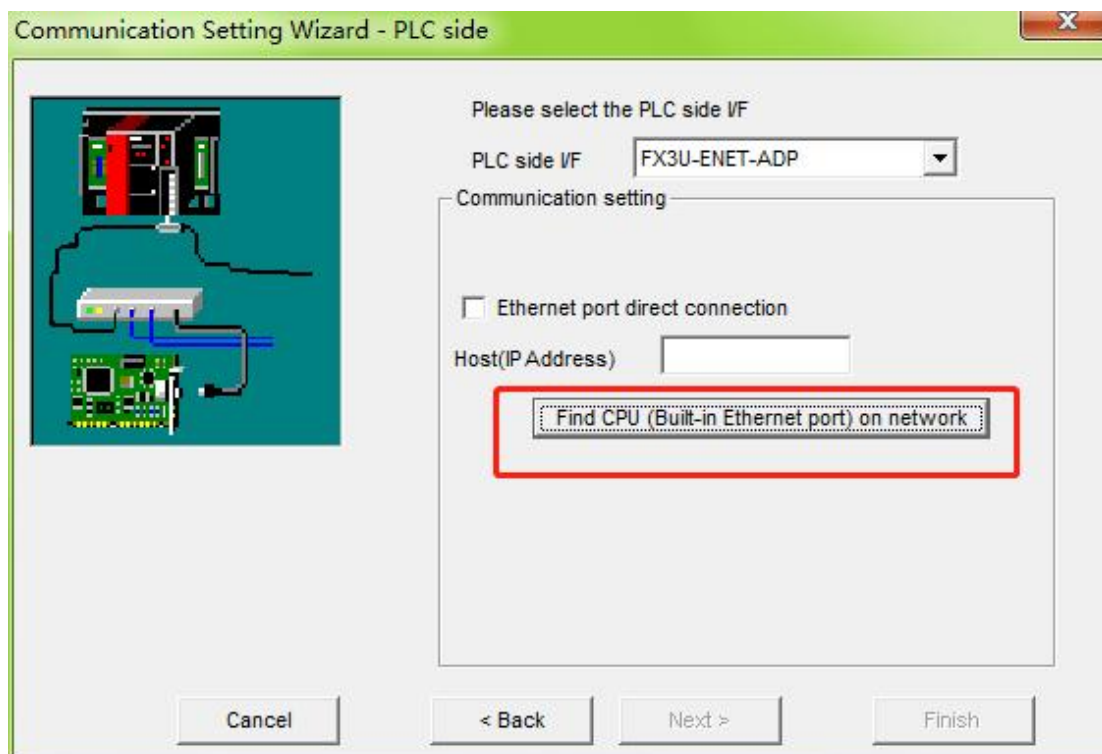 Communication Setting Wizard - PLC side
Please select the PLC side I/F
PLC side I/F FX3U-ENET-ADP
Communication setting
Ethernet port direct connection
Host(IP Address)
Find CPU (Built-in Ethernet port) on network
Cancel < Back Next > Finish